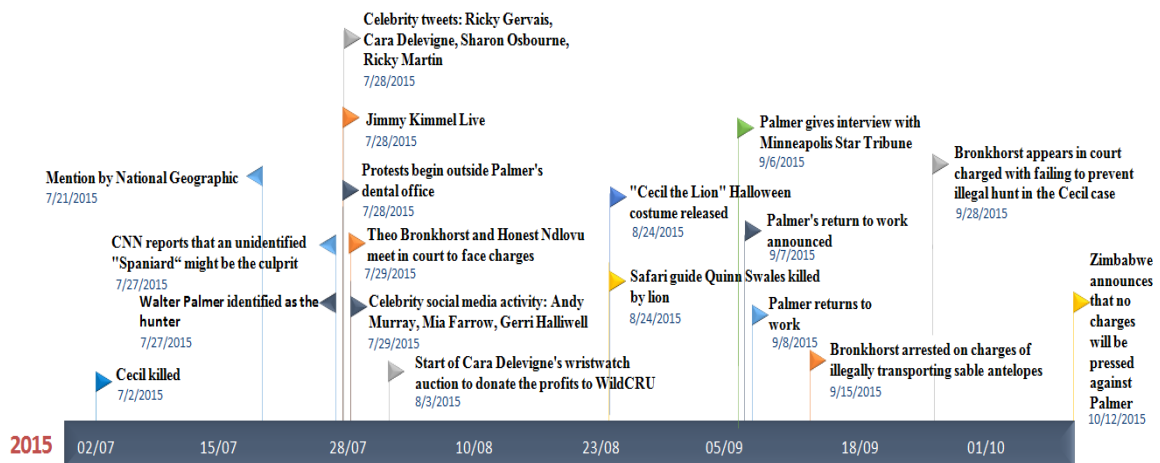 Celebrity tweets: Ricky Gervais,
Cara Delevigne, Sharon Osbourne,
Ricky Martin
7/28/2015
Jimmy Kimmel Live
7/28/2015
Protests begin outside Palmer's
dental office
7/28/2015
Mention by National Geographic
7/21/2015
CNN reports that an unidentified
"Spaniard“ might be the culprit
7/27/2015
Walter Palmer identified as the
hunter
7/27/2015
Cecil killed
7/2/2015
Theo Bronkhorst and Honest Ndlovu
meet in court to face charges
7/29/2015
Celebrity social media activity: Andy
Murray, Mia Farrow, Gerri Halliwell
7/29/2015
Start of Cara Delevigne's wristwatch
auction to donate the profits to WildCRU
8/3/2015
"Cecil the Lion" Halloween
costume released
8/24/2015
Safari guide Quinn Swales killed
by lion
8/24/2015
Palmer gives interview with
Minneapolis Star Tribune
9/6/2015
Palmer's return to work
announced
9/7/2015
Palmer returns to
work
9/8/2015
Bronkhorst arrested on charges of
illegally transporting sable antelopes
9/15/2015
Bronkhorst appears in court
charged with failing to prevent
illegal hunt in the Cecil case
9/28/2015
Zimbabwe
announces
that no
charges
will be
pressed
against
Palmer
10/12/2015
2015
02/07 15/07 28/07 10/08 23/08 05/09 18/09 01/10